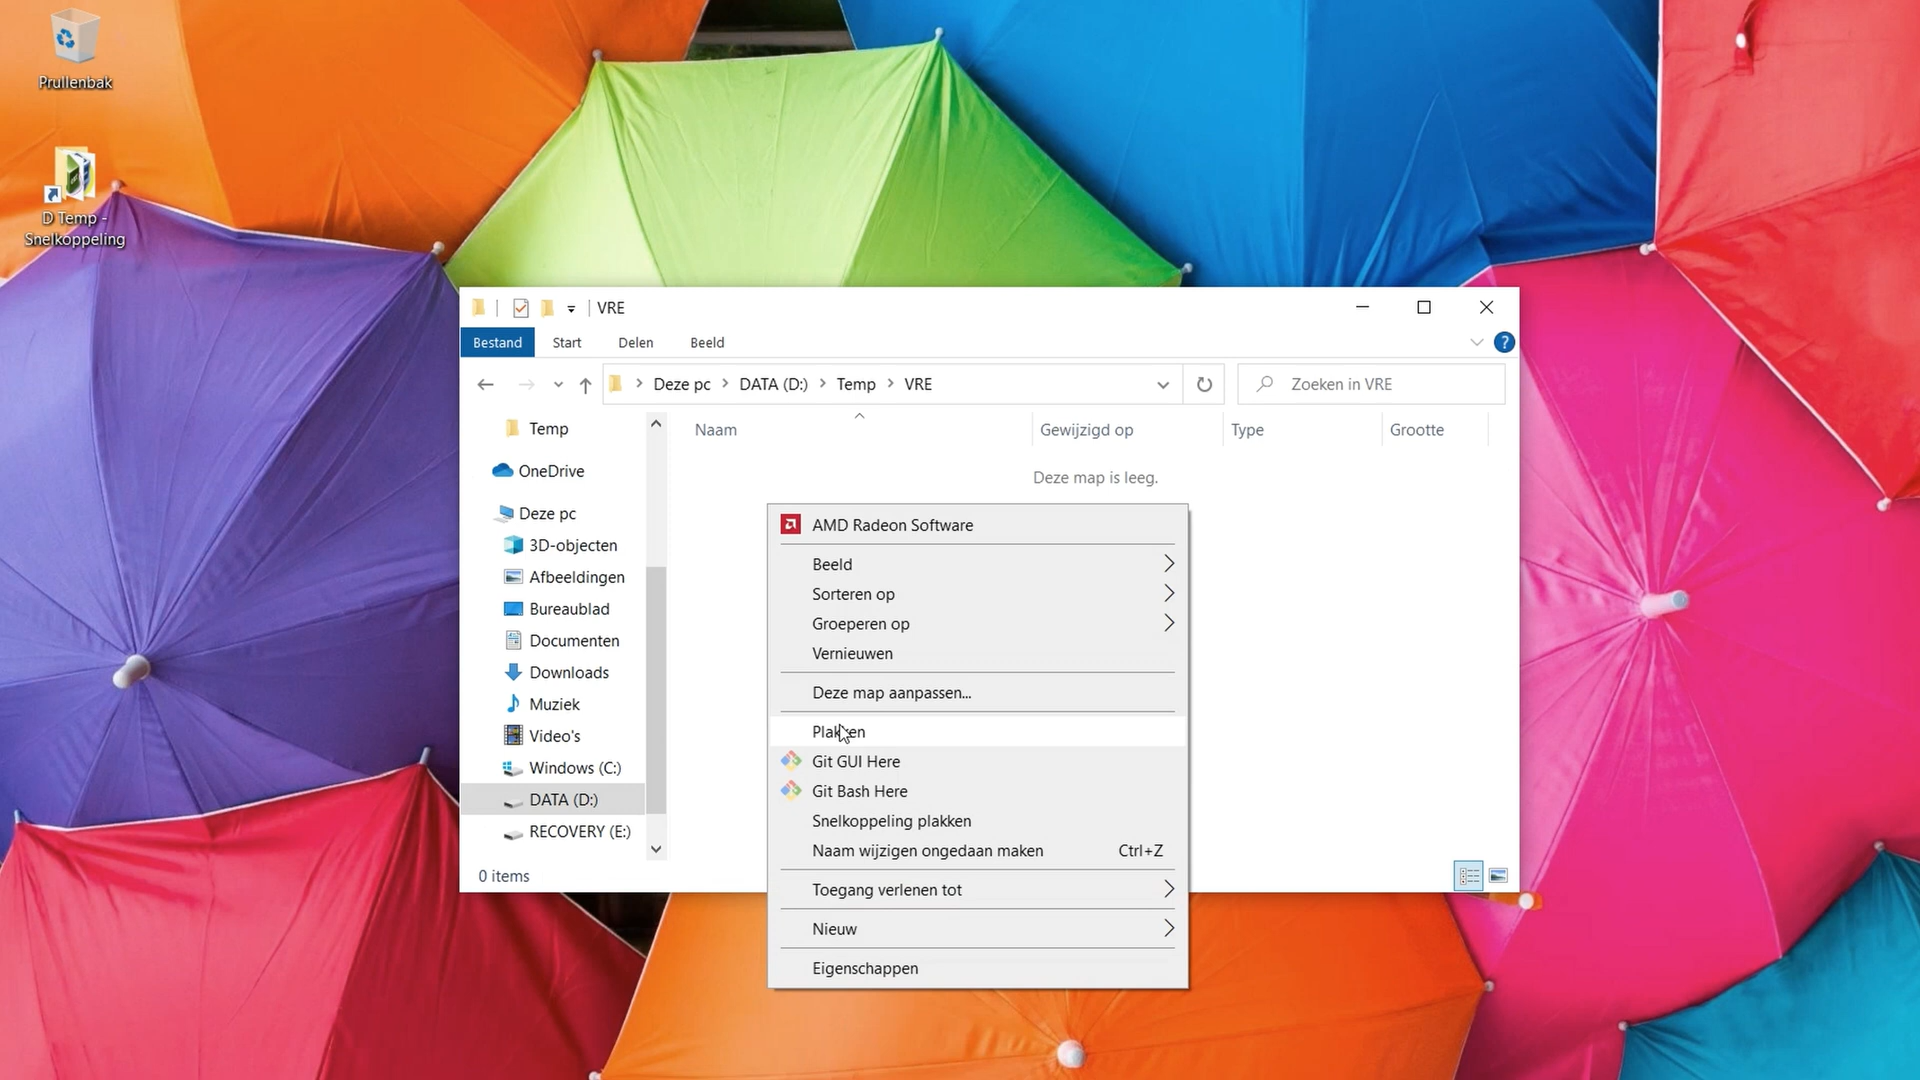 Prullenbak
D Temp -
Snelkoppeling
VRE
Bestand Start Delen Beeld
?
Deze pc DATA (D:) Temp VRE
Zoeken in VRE
Naam Gewijzigd op Type Grootte
Deze map is leeg.
Temp
OneDrive
Deze pc
3D-objecten
Afbeeldingen
Bureaublad
Documenten
Downloads
Muziek
Video's
Windows (C:)
DATA (D:)
RECOVERY (E:)
0 items
AMD Radeon Software
Beeld
Sorteren op
Groeperen op
Vernieuwen
Deze map aanpassen...
Plakken
Git GUI Here
Git Bash Here
Snelkoppeling plakken
Naam wijzigen ongedaan maken Ctrl+Z
Toegang verlenen tot
Nieuw
Eigenschappen